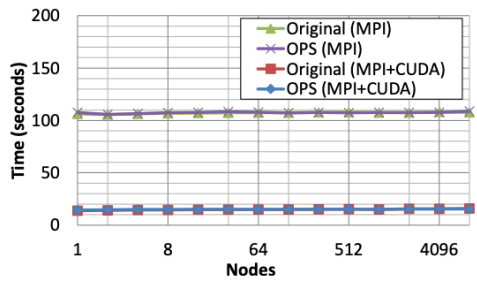 200
150
100
50
0
Time (seconds)
Original (MPI)
OPS (MPI)
Original (MPI+CUDA)
OPS (MPI+CUDA)
1 8 64 512 4096
Nodes